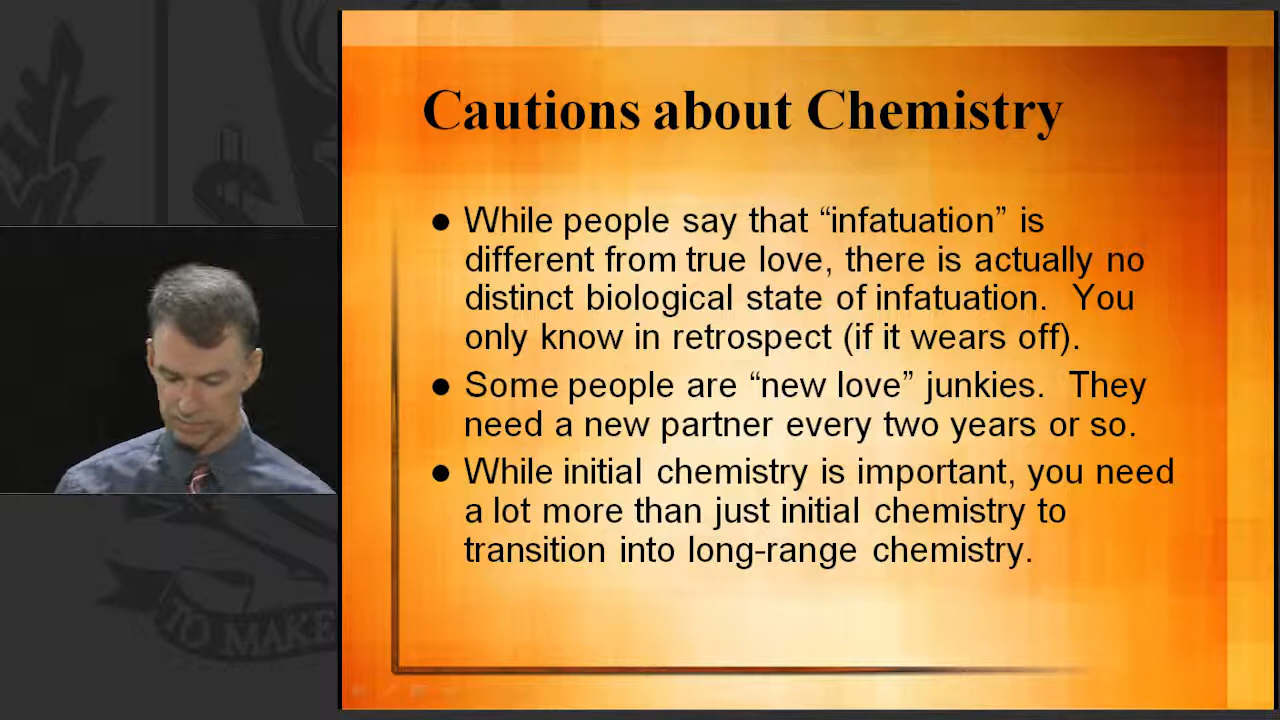 Cautions about Chemistry
● While people say that “infatuation” is
different from true love, there is actually no
distinct biological state of infatuation.  You
only know in retrospect (if it wears off).
● Some people are “new love” junkies.  They
need a new partner every two years or so.
● While initial chemistry is important, you need
a lot more than just initial chemistry to
transition into long-range chemistry.
TO MAKE